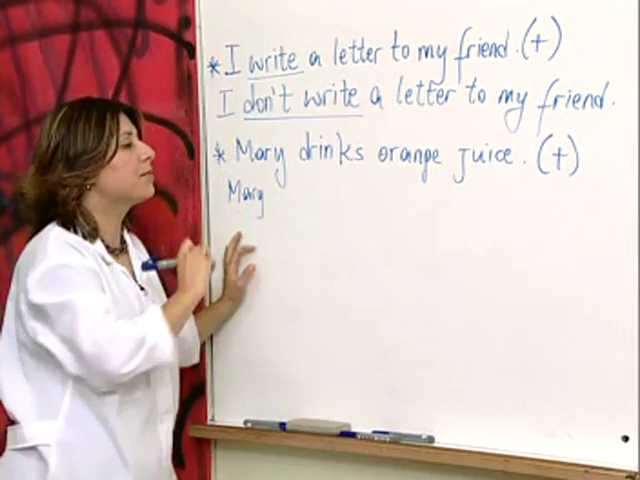 * I write a letter to my friend. (+)
I don't write a letter to my friend.
* Mary drinks orange juice. (+)
Mary